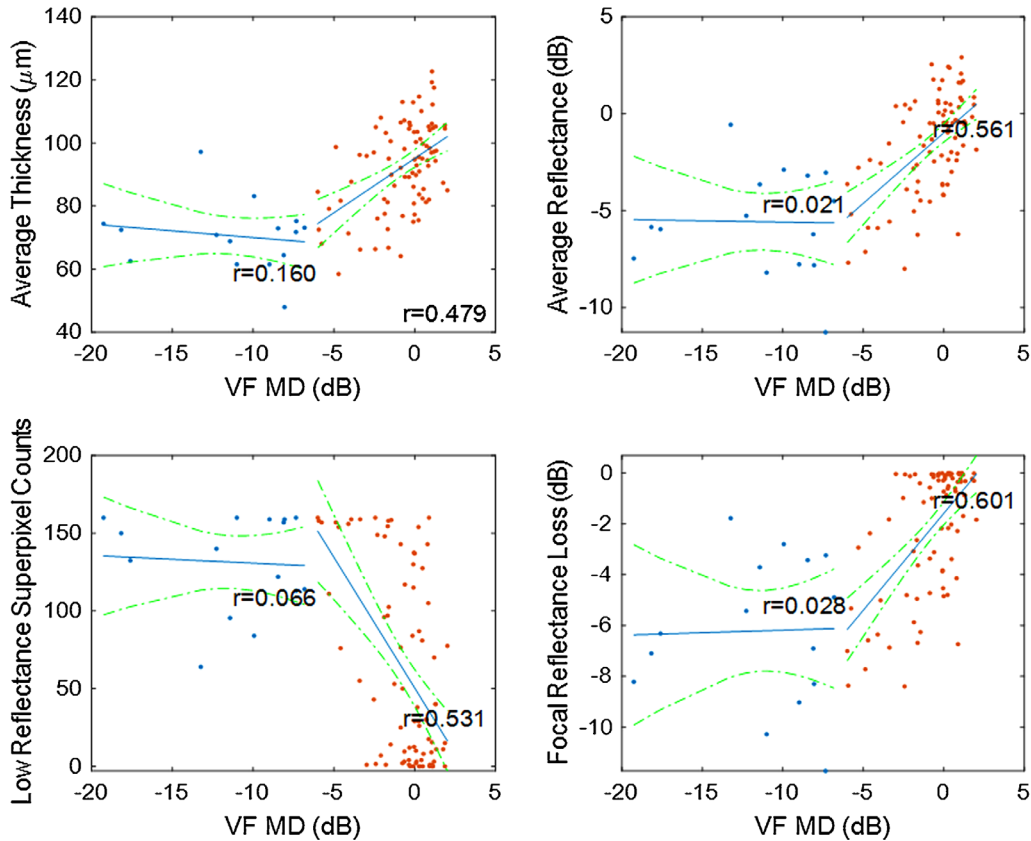 140
120
100
80
60
40
Average Thickness (μm)
r=0.160
r=0.479
-20 -15 -10 -5 0 5
VF MD (dB)
5
0
-5
-10
Average Reflectance (dB)
r=0.561
r=0.021
-20 -15 -10 -5 0 5
VF MD (dB)
200
150
100
50
0
Low Reflectance Superpixel Counts
r=0.066
r=0.531
-20 -15 -10 -5 0 5
VF MD (dB)
0
-2
-4
-6
-8
-10
Focal Reflectance Loss (dB)
r=0.601
r=0.028
-20 -15 -10 -5 0 5
VF MD (dB)